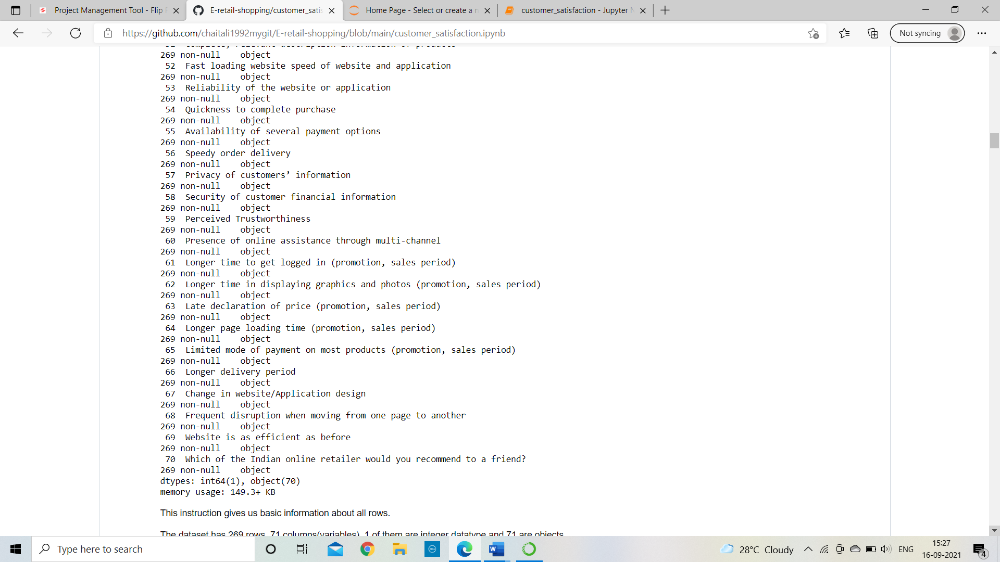 Project Management Tool - Flip
E-retail-shopping/customer_satis
Home Page - Select or create a n
customer_satisfaction - Jupyter N
https://github.com/chaitali1992mygit/E-retail-shopping/blob/main/customer_satisfaction.ipynb
Not syncing
269 non-null object
52 Fast loading website speed of website and application
269 non-null object
53 Reliability of the website or application
269 non-null object
54 Quickness to complete purchase
269 non-null object
55 Availability of several payment options
269 non-null object
56 Speedy order delivery
269 non-null object
57 Privacy of customers’ information
269 non-null object
58 Security of customer financial information
269 non-null object
59 Perceived Trustworthiness
269 non-null object
60 Presence of online assistance through multi-channel
269 non-null object
61 Longer time to get logged in (promotion, sales period)
269 non-null object
62 Longer time in displaying graphics and photos (promotion, sales period)
269 non-null object
63 Late declaration of price (promotion, sales period)
269 non-null object
64 Longer page loading time (promotion, sales period)
269 non-null object
65 Limited mode of payment on most products (promotion, sales period)
269 non-null object
66 Longer delivery period
269 non-null object
67 Change in website/Application design
269 non-null object
68 Frequent disruption when moving from one page to another
269 non-null object
69 Website is as efficient as before
269 non-null object
70 Which of the Indian online retailer would you recommend to a friend?
269 non-null object
dtypes: int64(1), object(70)
memory usage: 149.3+ KB
This instruction gives us basic information about all rows.
The dataset has 269 rows, 71 columns(variables), 1 of them are integer datatype and 71 are objects
Type here to search
28°C Cloudy
ENG
15:27
16-09-2021
4